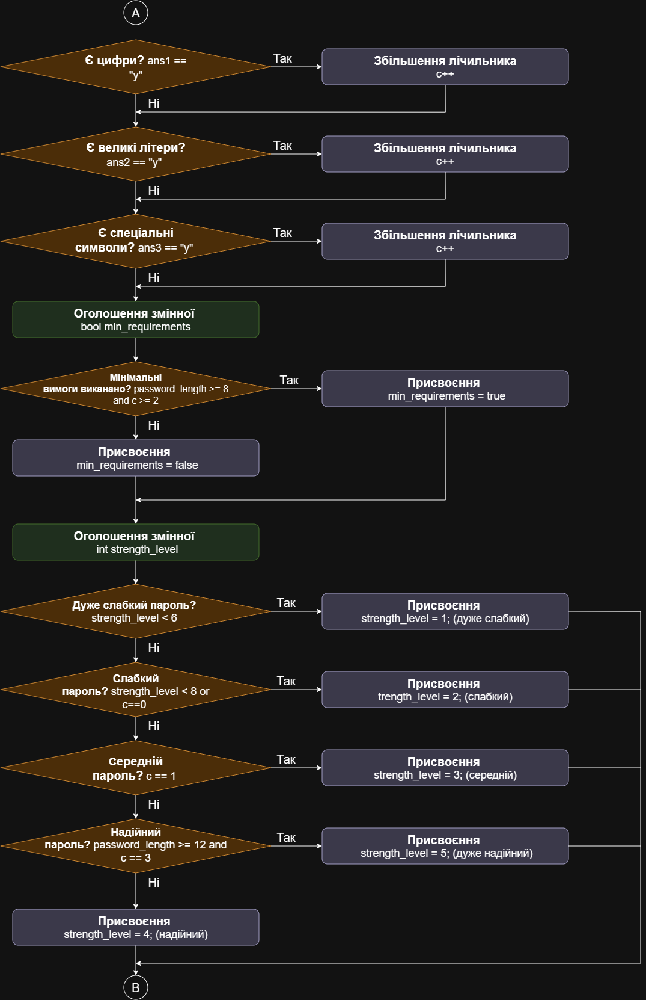 A
Є цифри? ans1 ==
"y"
Так
Збільшення лічильника
c++
Ні
Є великі літери?
ans2 == "y"
Так
Збільшення лічильника
c++
Ні
Є спеціальні
символи? ans3 == "y"
Так
Збільшення лічильника
c++
Ні
Оголошення змінної
bool min_requirements
Мінімальні
вимоги виканано? password_length >= 8
and c >= 2
Так
Присвоєння
min_requirements = true
Ні
Присвоєння
min_requirements = false
Оголошення змінної
int strength_level
Дуже слабкий пароль?
strength_level < 6
Так
Присвоєння
strength_level = 1; (дуже слабкий)
Ні
Слабкий
пароль? strength_level < 8 or
c==0
Так
Присвоєння
trength_level = 2; (слабкий)
Ні
Середній
пароль? c == 1
Так
Присвоєння
strength_level = 3; (середній)
Ні
Надійний
пароль? password_length >= 12 and
c == 3
Так
Присвоєння
strength_level = 5; (дуже надійний)
Ні
Присвоєння
strength_level = 4; (надійний)
B